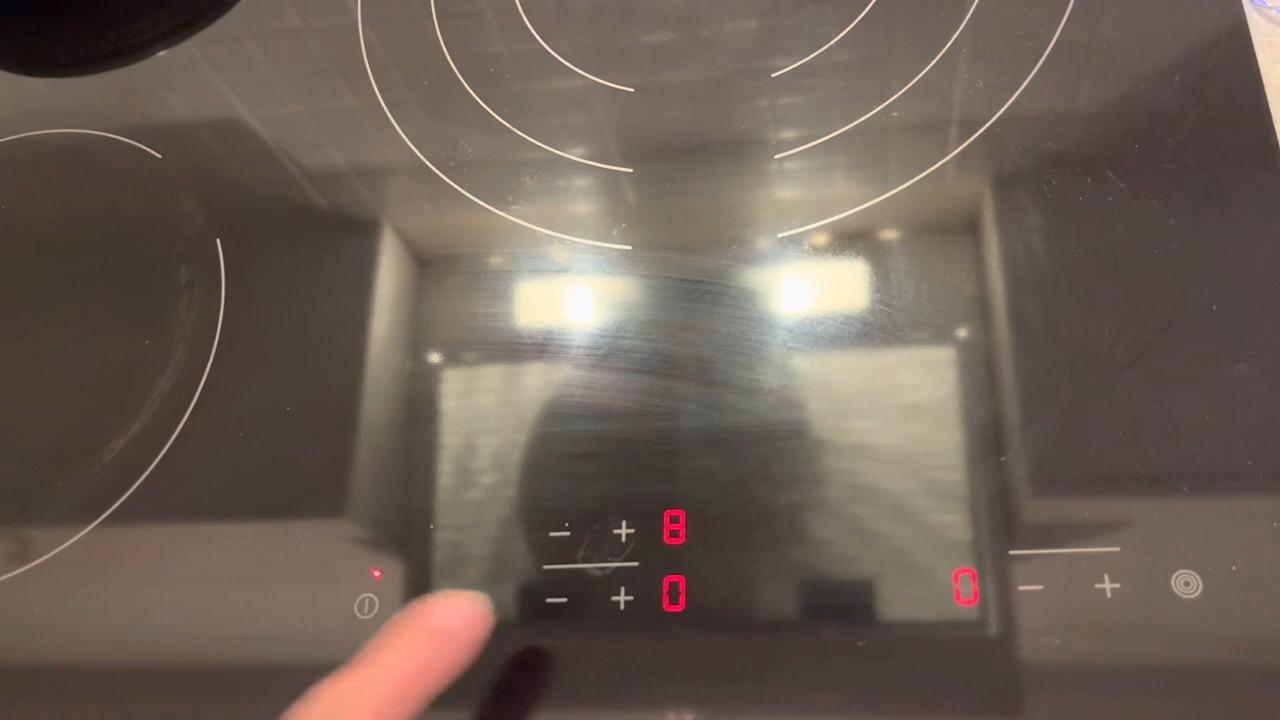 - + 8
- + 0
0 - +